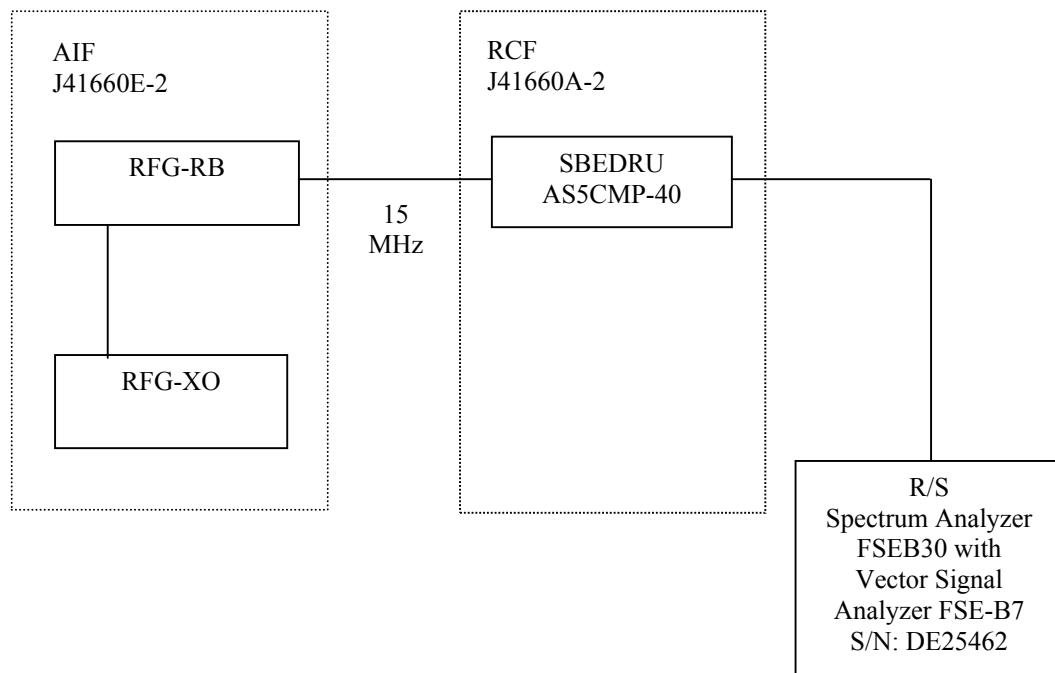 AIF
J41660E-2
RFG-RB
RFG-XO
15
MHz
RCF
J41660A-2
SBEDRU
AS5CMP-40
R/S
Spectrum Analyzer
FSEB30 with
Vector Signal
Analyzer FSE-B7
S/N: DE25462